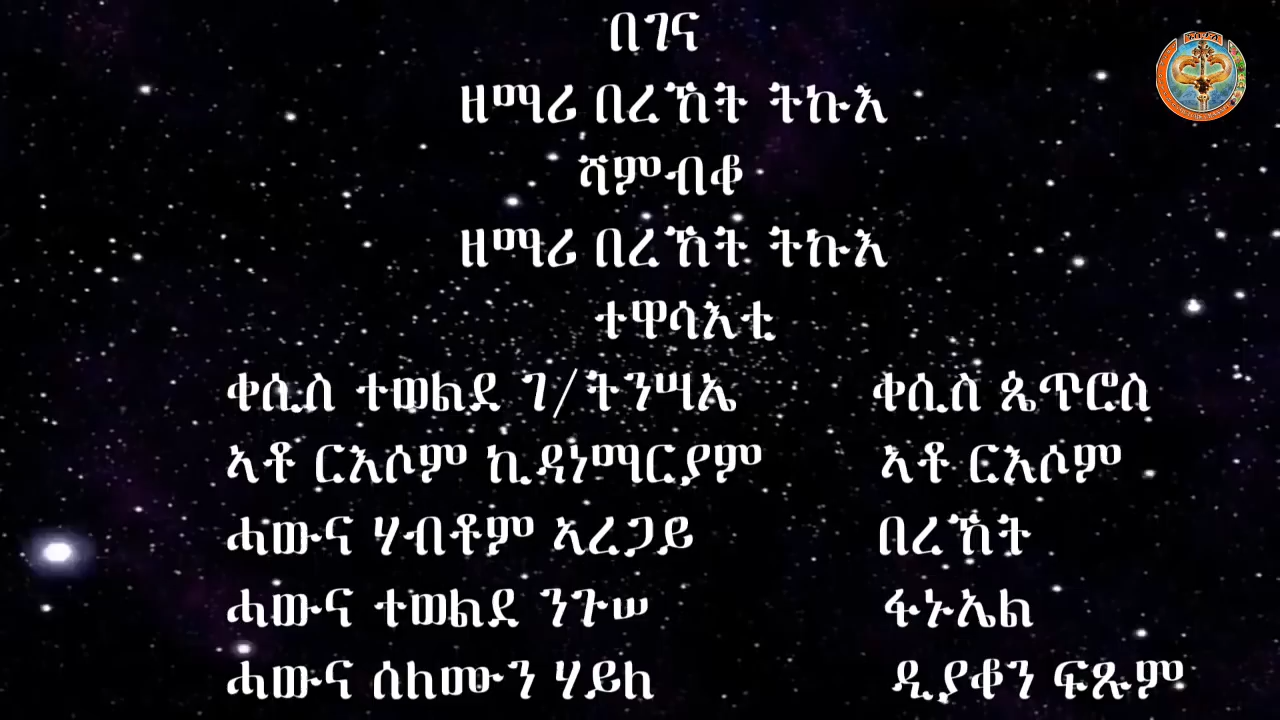 በገና
ዘማሪ በረኸት ትኩእ
ሻምብቆ
ዘማሪ በረኸት ትኩእ
ተዋሳእቲ
ቀሲስ ተወልደ ገ/ትንሣኤ ቀሲስ ጴጥሮስ
ኣቶ ርእሶም ኪዳነማርያም ኣቶ ርእሶም
ሓውና ሃብቶም ኣረጋይ በረኸት
ሓውና ተወልደ ንጉሠ ፋኑኤል
ሓውና ሰለሙን ሃይለ ዲያቆን ፍጹም